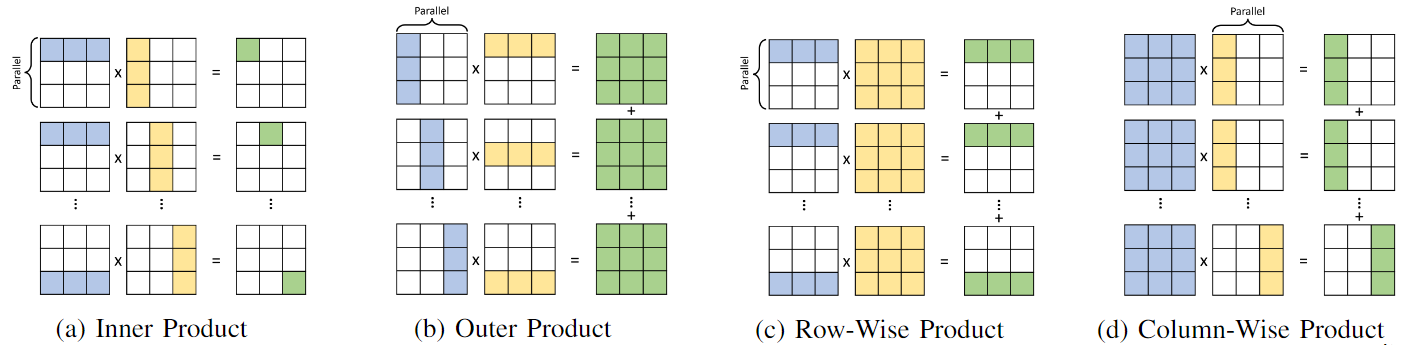 Parallel
Parallel
Parallel
Parallel
x
=
x
=
+
x
=
x
=
+
x
=
x
=
+
x
=
x
=
+
...
...
...
...
...
...
+
...
...
...
+
...
...
...
+
x
=
x
=
x
=
x
=
(a) Inner Product
(b) Outer Product
(c) Row-Wise Product
(d) Column-Wise Product